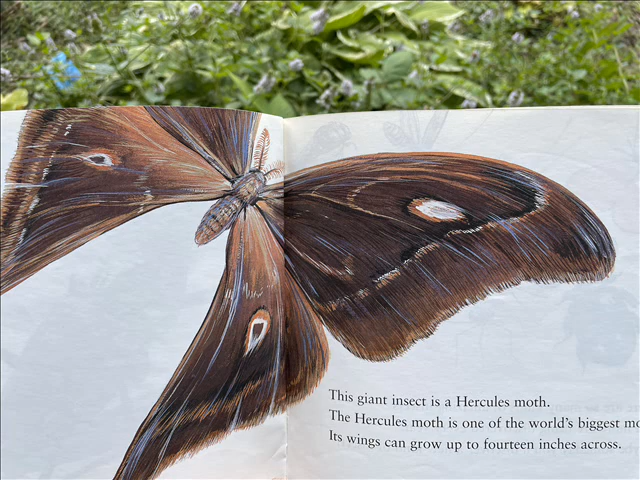 This giant insect is a Hercules moth.
The Hercules moth is one of the world's biggest
Its wings can grow up to fourteen inches across.